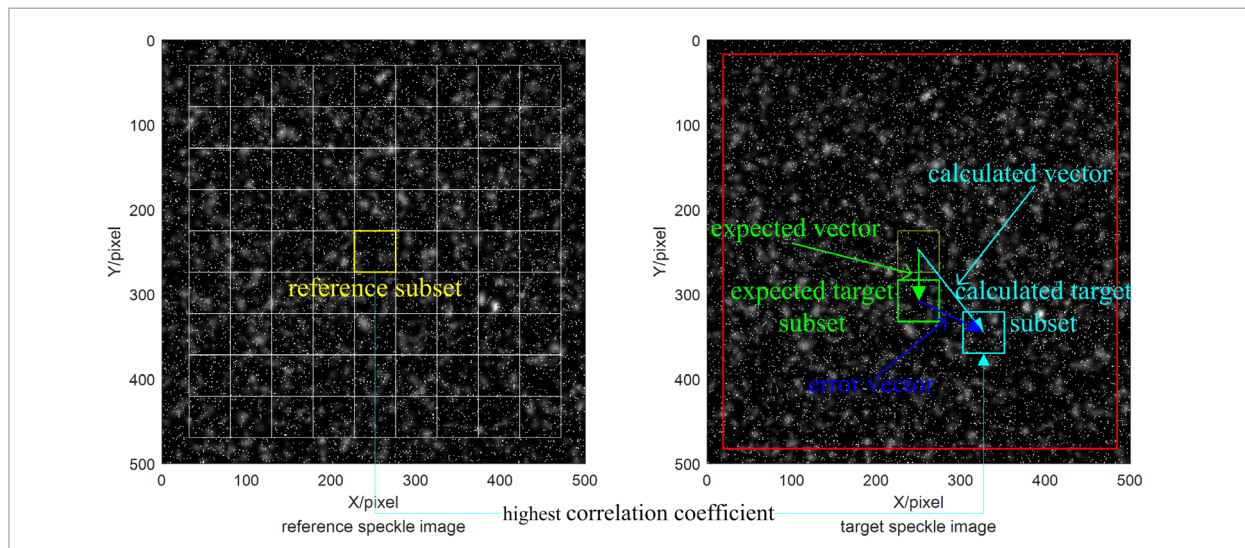 0
100
200
300
400
500
Y/pixel
0 100 200 300 400 500
X/pixel
reference speckle image
reference subset
0
100
200
300
400
500
Y/pixel
0 100 200 300 400 500
X/pixel
target speckle image
calculated vector
expected vector
expected target
subset
calculated target
subset
error vector
highest correlation coefficient